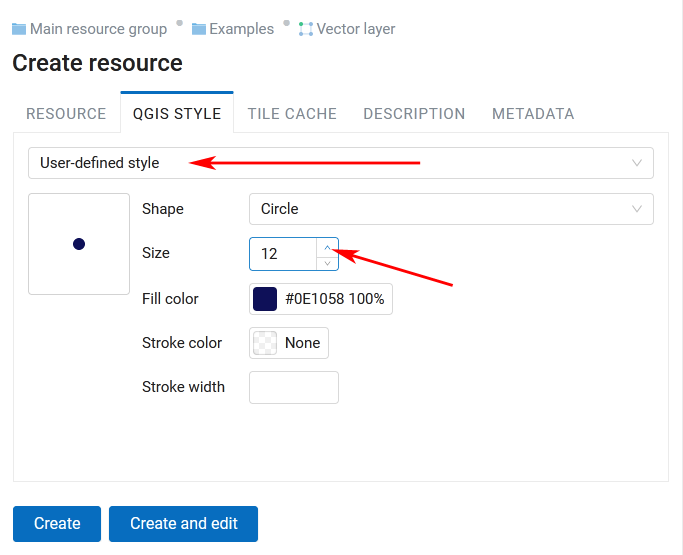 Main resource group Examples Vector layer
Create resource
RESOURCE QGIS STYLE TILE CACHE DESCRIPTION METADATA
User-defined style
Shape Circle
Size 12
Fill color #0E1058 100%
Stroke color None
Stroke width
Create Create and edit